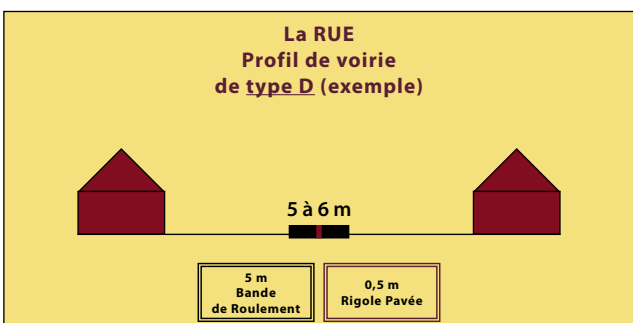 La RUE
Profil de voirie
de type D (exemple)
5 à 6 m
5 m
Bande
de Roulement
0,5 m
Rigole Pavée